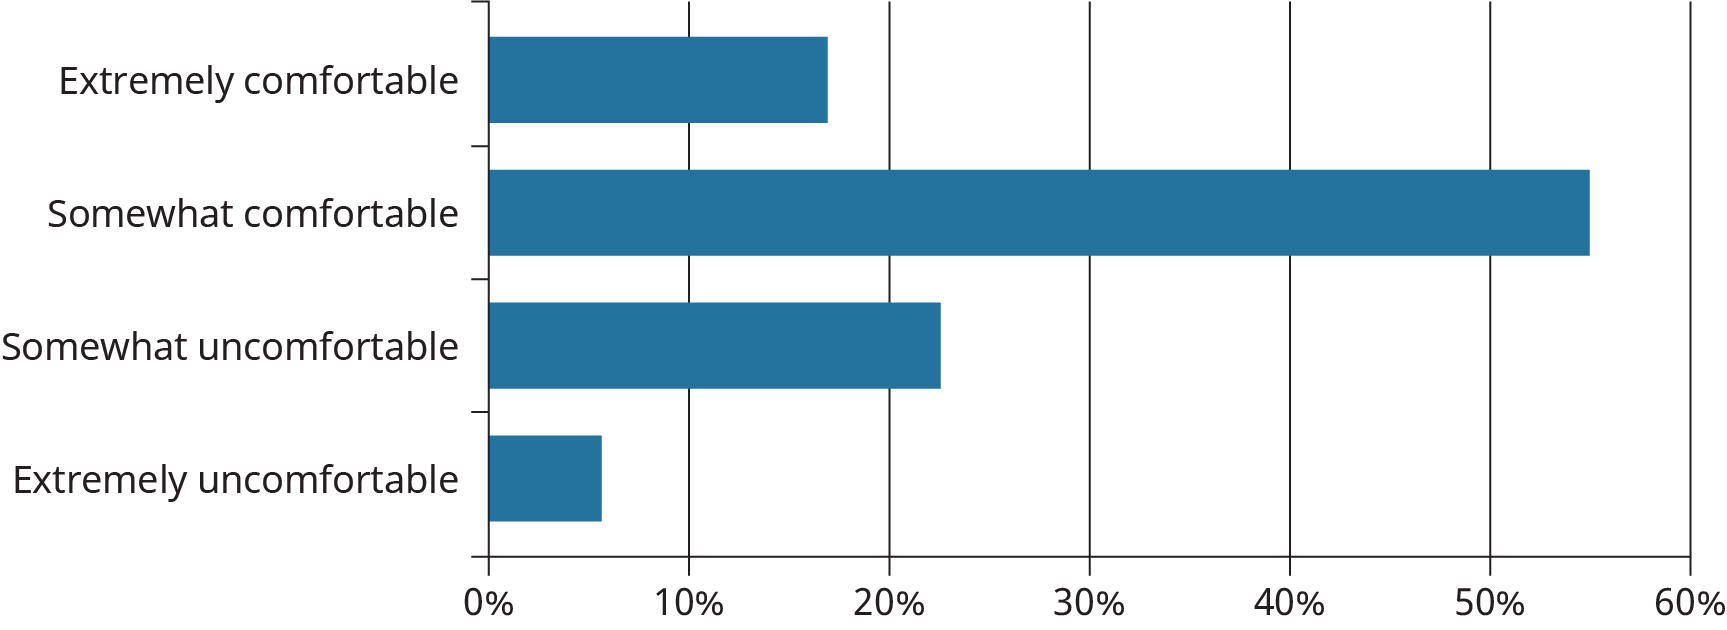 Extremely comfortable
Somewhat comfortable
Somewhat uncomfortable
Extremely uncomfortable
0% 10% 20% 30% 40% 50% 60%